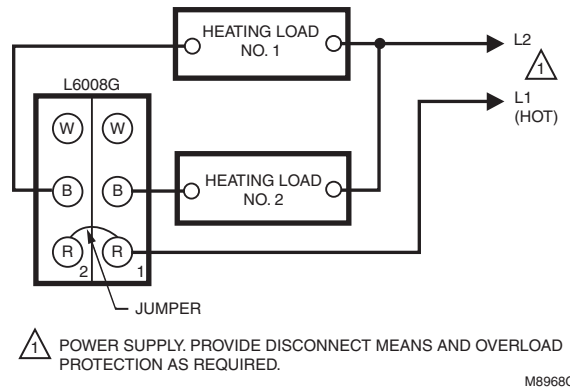 HEATING LOAD
NO. 1
L2
1
L6008G
L1
(HOT)
W W
B B
HEATING LOAD
NO. 2
R R
2 1
JUMPER
1 POWER SUPPLY. PROVIDE DISCONNECT MEANS AND OVERLOAD
PROTECTION AS REQUIRED.
M8968C